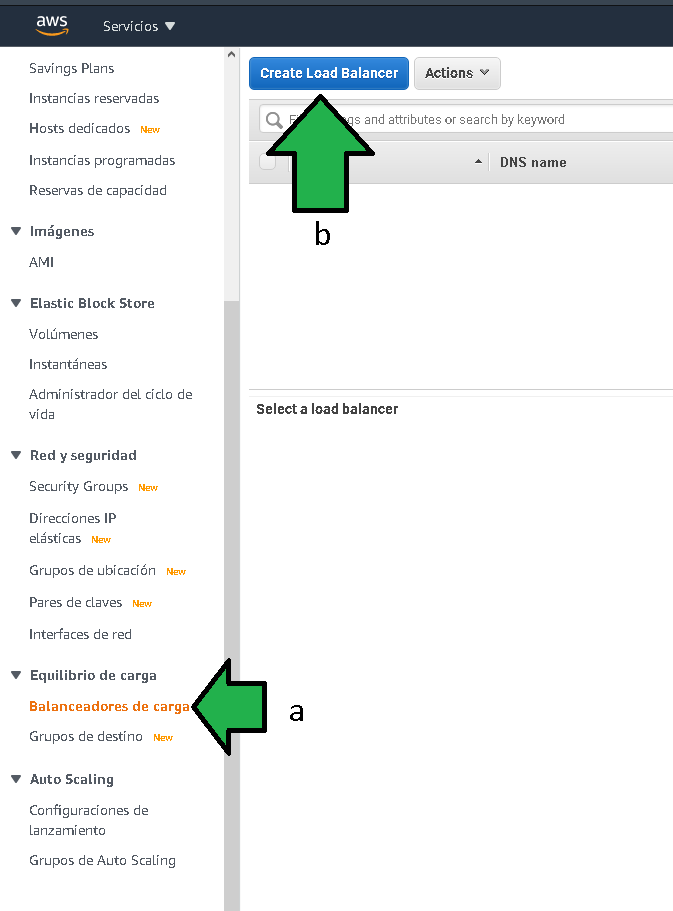 aws Servicios
Savings Plans
Instancias reservadas
Hosts dedicados New
Instancias programadas
Reservas de capacidad
Imágenes
AMI
Elastic Block Store
Volúmenes
Instantáneas
Administrador del ciclo de
vida
Red y seguridad
Security Groups New
Direcciones IP
elásticas New
Grupos de ubicación New
Pares de claves New
Interfaces de red
Equilibrio de carga
Balanceadores de carga
Grupos de destino New
Auto Scaling
Configuraciones de
lanzamiento
Grupos de Auto Scaling
Create Load Balancer Actions
and attributes or search by keyword
DNS name
b
Select a load balancer
a